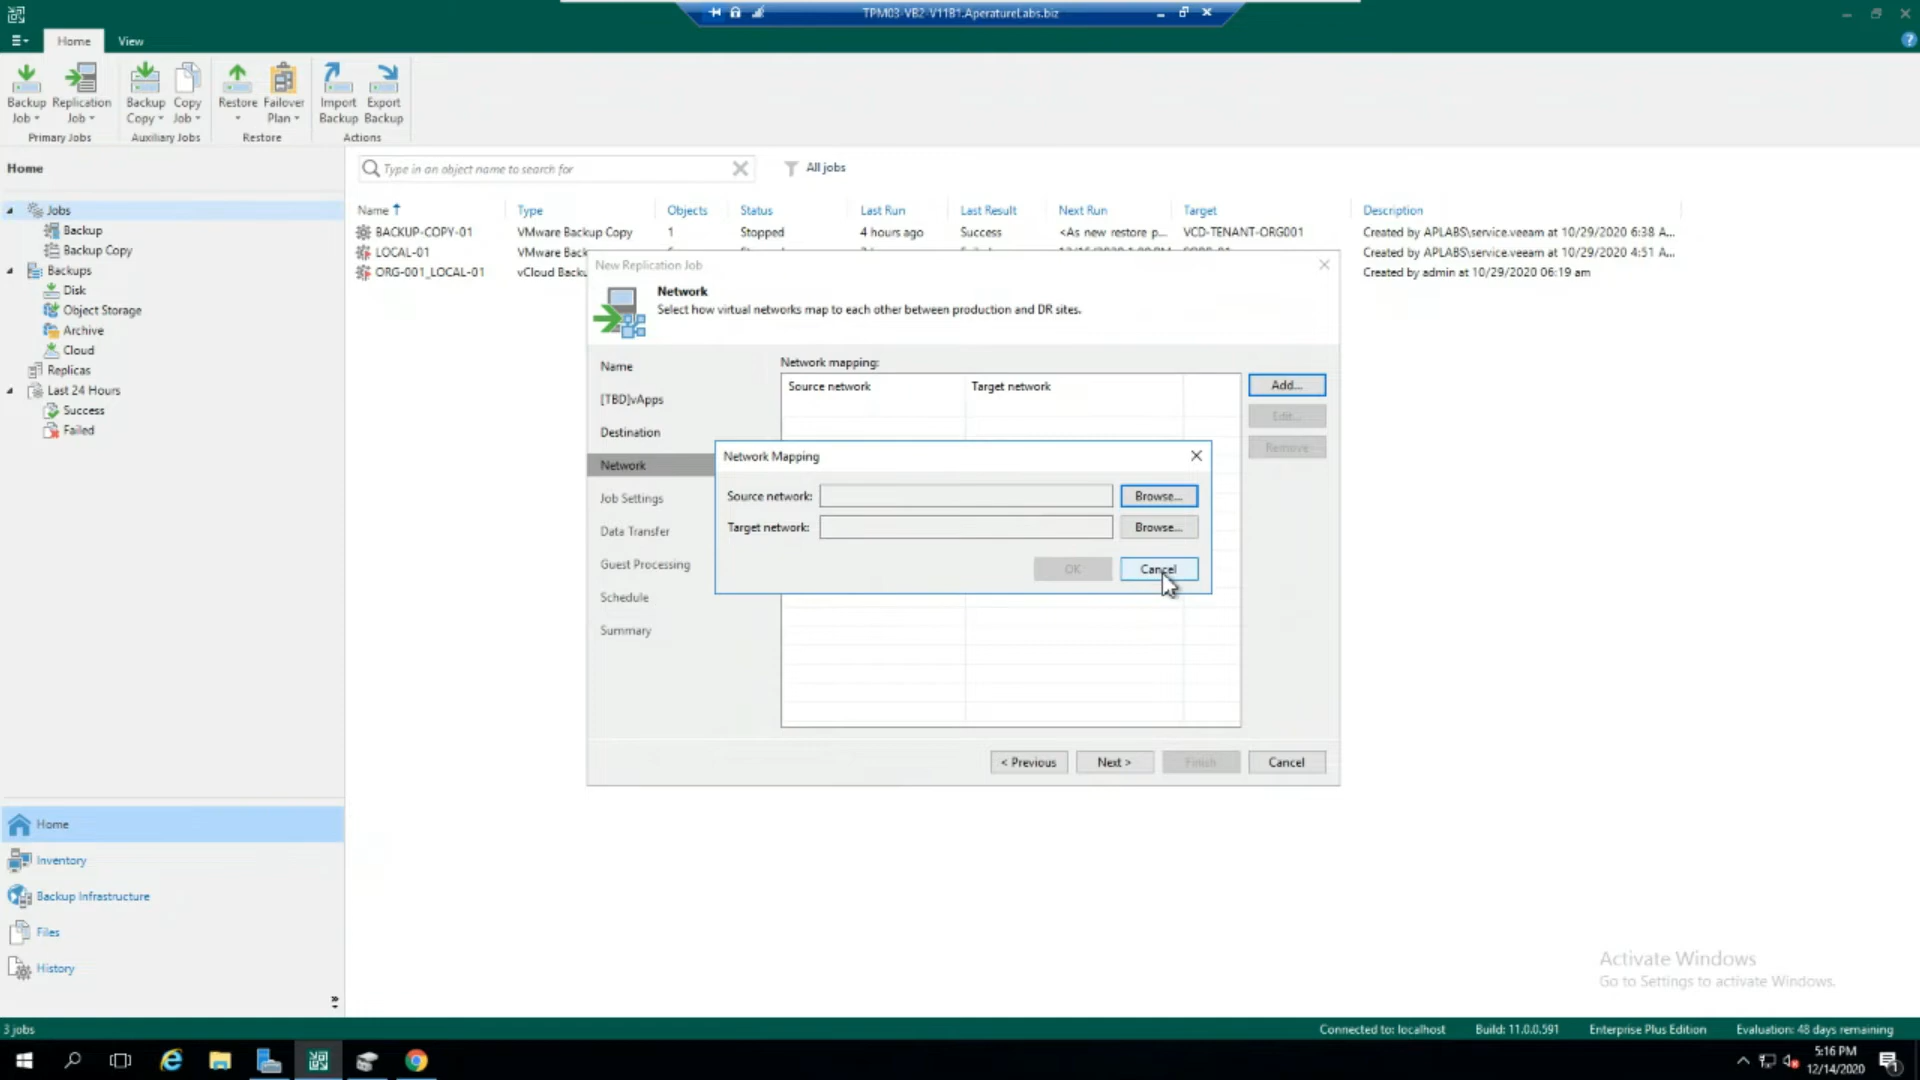 TPM03-VB2-V11B1.AperatureLabs.biz
Home View
Backup Job
Replication Job
Backup Copy
Copy Job
Restore
Failover Plan
Import Backup
Export Backup
Primary Jobs
Auxiliary Jobs
Restore
Actions
Home
Type in an object name to search for
All jobs
Jobs
Backup
Backup Copy
Backups
Disk
Object Storage
Archive
Cloud
Replicas
Last 24 Hours
Success
Failed
Name Type Objects Status Last Run Last Result Next Run Target Description
BACKUP-COPY-01 VMware Backup Copy 1 Stopped 4 hours ago Success <As new restore p... VCD-TENANT-ORG001 Created by APLABS\service.veeam at 10/29/2020 6:38 A...
LOCAL-01 VMware Back Created by APLABS\service.veeam at 10/29/2020 4:51 A...
ORG-001_LOCAL-01 vCloud Backu Created by admin at 10/29/2020 06:19 am
New Replication Job
Network
Select how virtual networks map to each other between production and DR sites.
Name
[TBD]vApps
Destination
Network
Job Settings
Data Transfer
Guest Processing
Schedule
Summary
Network mapping:
Source network Target network
Add...
Edit...
Remove
Network Mapping
Source network: Browse...
Target network: Browse...
OK Cancel
< Previous Next > Finish Cancel
Home
Inventory
Backup Infrastructure
Files
History
Activate Windows
Go to Settings to activate Windows.
3 jobs
Connected to: localhost Build: 11.0.0.591 Enterprise Plus Edition Evaluation: 48 days remaining
5:16 PM
12/14/2020
1